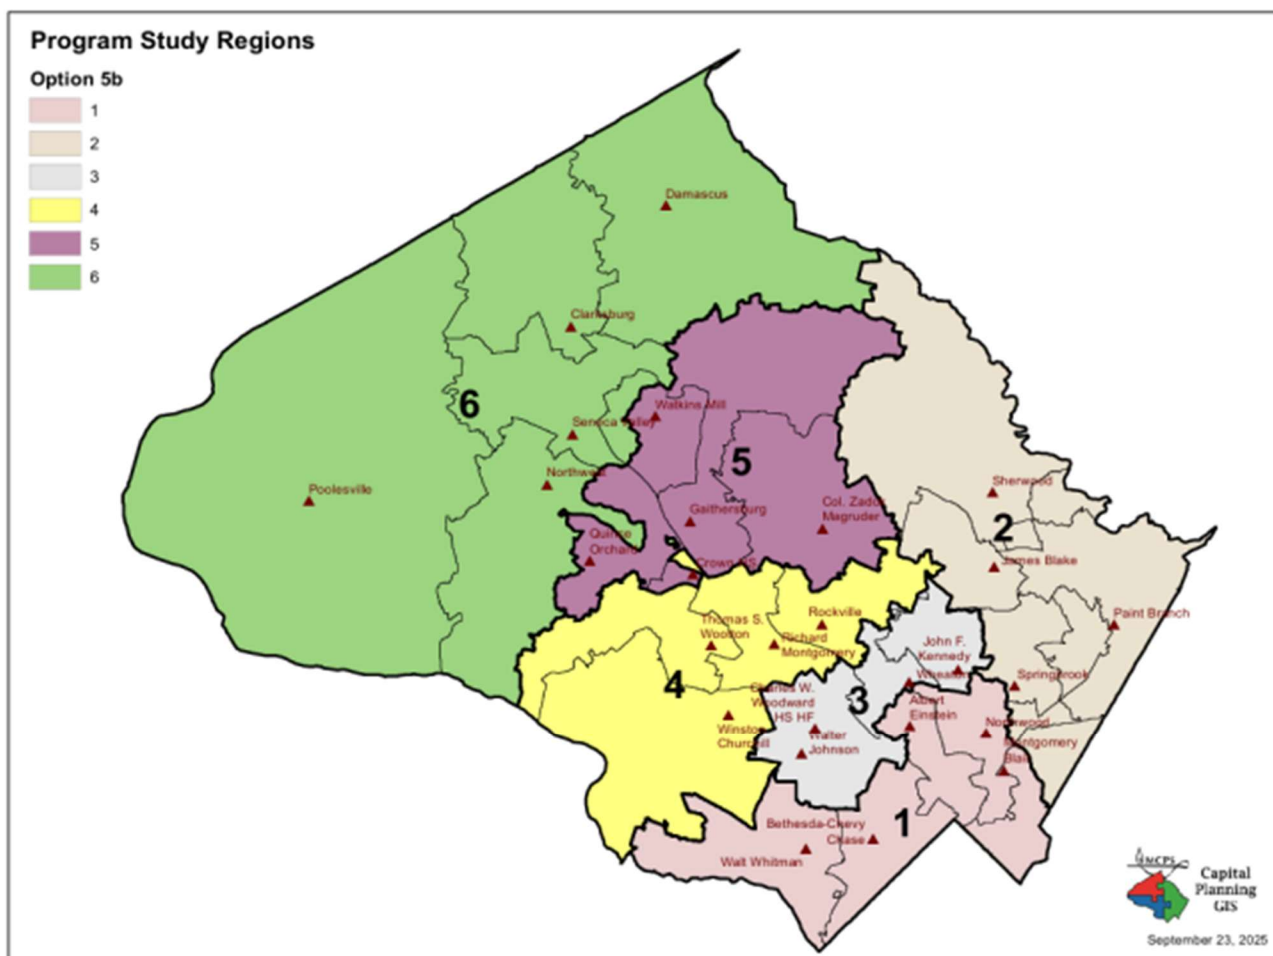 Program Study Regions
Option 5b
1
2
3
4
5
6
Damascus
Clarksburg
6
Watkins Mill
Seneca Valley
5
Northwest
Poolesville
Sherwood
Col. Zadok
Magruder
Gaithersburg
2
Quince
Orchard
Crown HS
James Blake
Rockville
Paint Branch
Thomas S.
Wootton
Richard
Montgomery
John F.
Kennedy
Wheaton
Springbrook
4
3
Charles W.
Woodward
HS HF
Albert
Einstein
Northwood
Winston
Churchill
Walter
Johnson
Montgomery
Blair
Bethesda-Chevy
Chase
1
Walt Whitman
MCPS
Capital
Planning
GIS
September 23, 2025